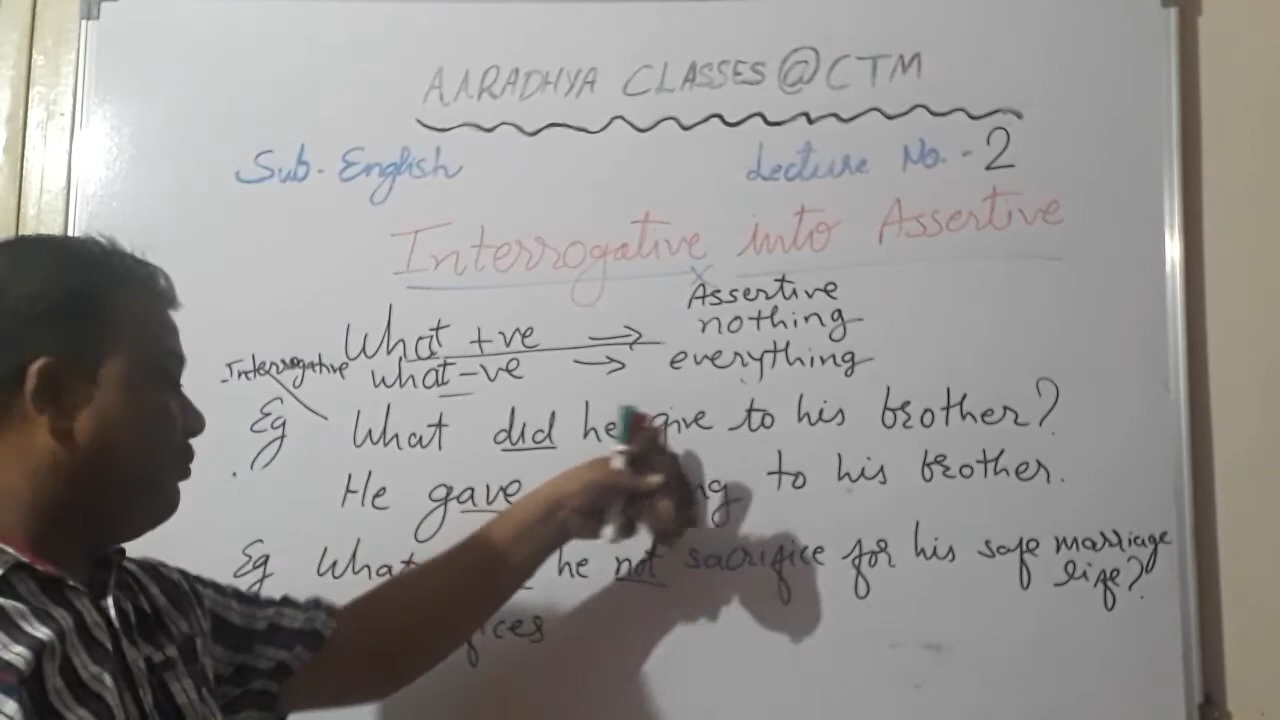 AARADHYA CLASSES@CTM
Sub- English
Lecture No. - 2
Interrogative into Assertive
Assertive
What +ve ⇒ nothing
Interrogative
what -ve → everything
Eg What did he give to his brother?
He gave to his brother.
Eg What he not sacrifice for his safe marriage
life?